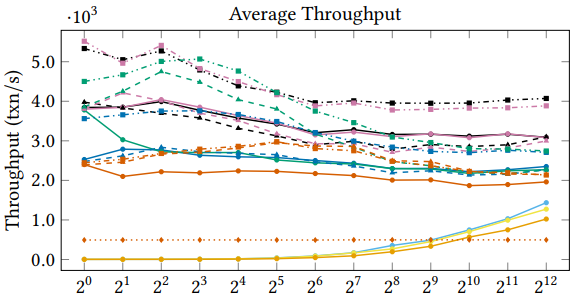 Average Throughput
·10³
Throughput (txn/s)
5.0
4.0
3.0
2.0
1.0
0.0
2⁰ 2¹ 2² 2³ 2⁴ 2⁵ 2⁶ 2⁷ 2⁸ 2⁹ 2¹⁰ 2¹¹ 2¹²